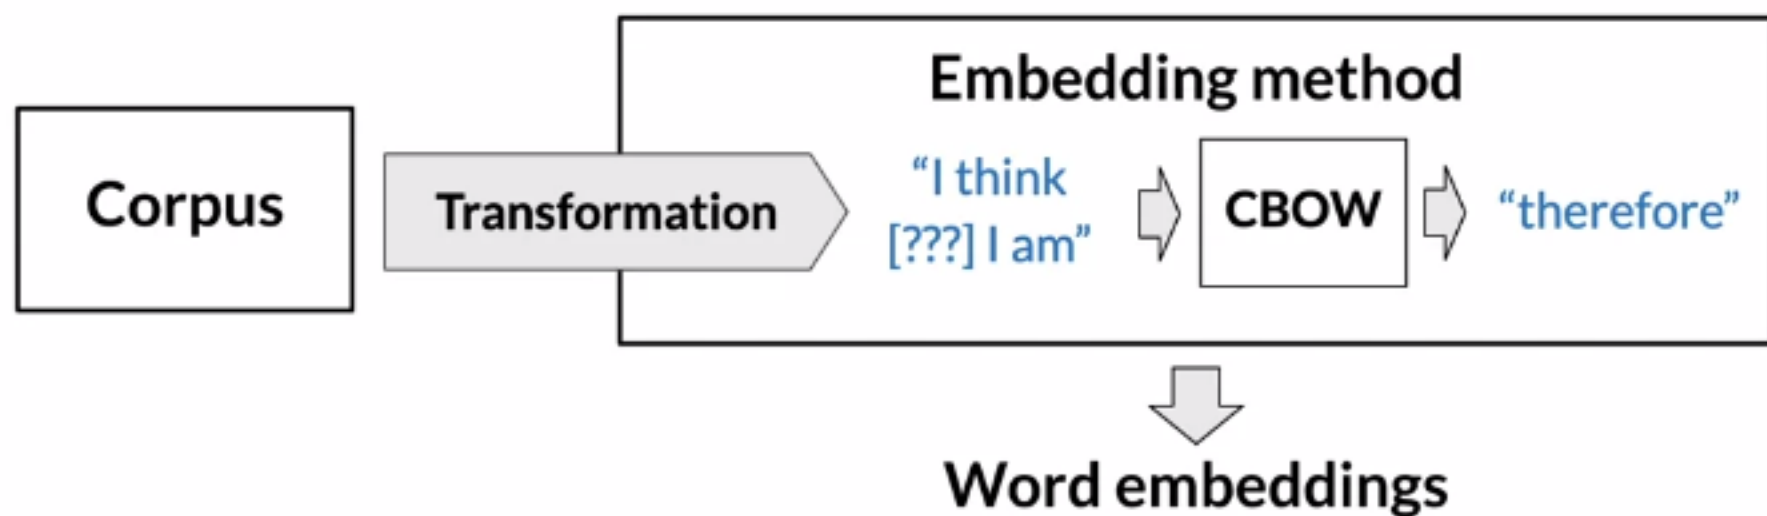 Embedding method
Corpus
Transformation
“I think
[???] I am”
CBOW
“therefore”
Word embeddings